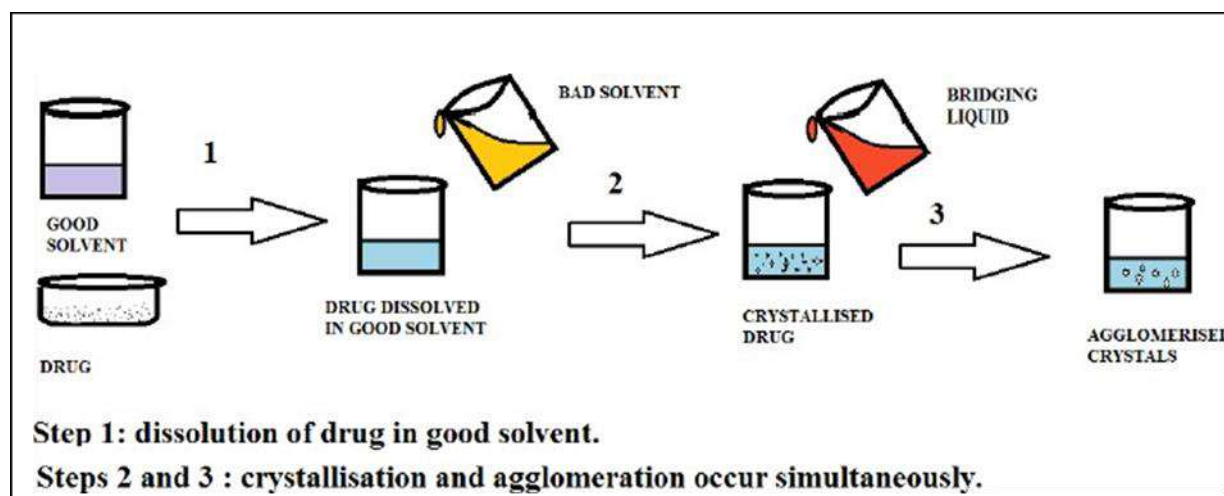 GOOD
SOLVENT
DRUG
1
DRUG DISSOLVED
IN GOOD SOLVENT
BAD SOLVENT
2
CRYSTALLISED
DRUG
BRIDGING
LIQUID
3
AGGLOMERISED
CRYSTALS
Step 1: dissolution of drug in good solvent.
Steps 2 and 3 : crystallisation and agglomeration occur simultaneously.